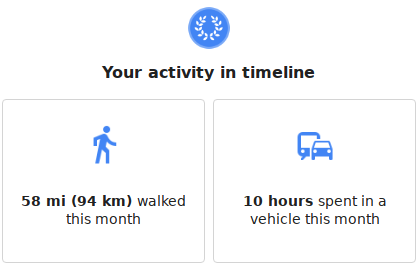 Your activity in timeline
58 mi (94 km) walked
this month
10 hours spent in a
vehicle this month